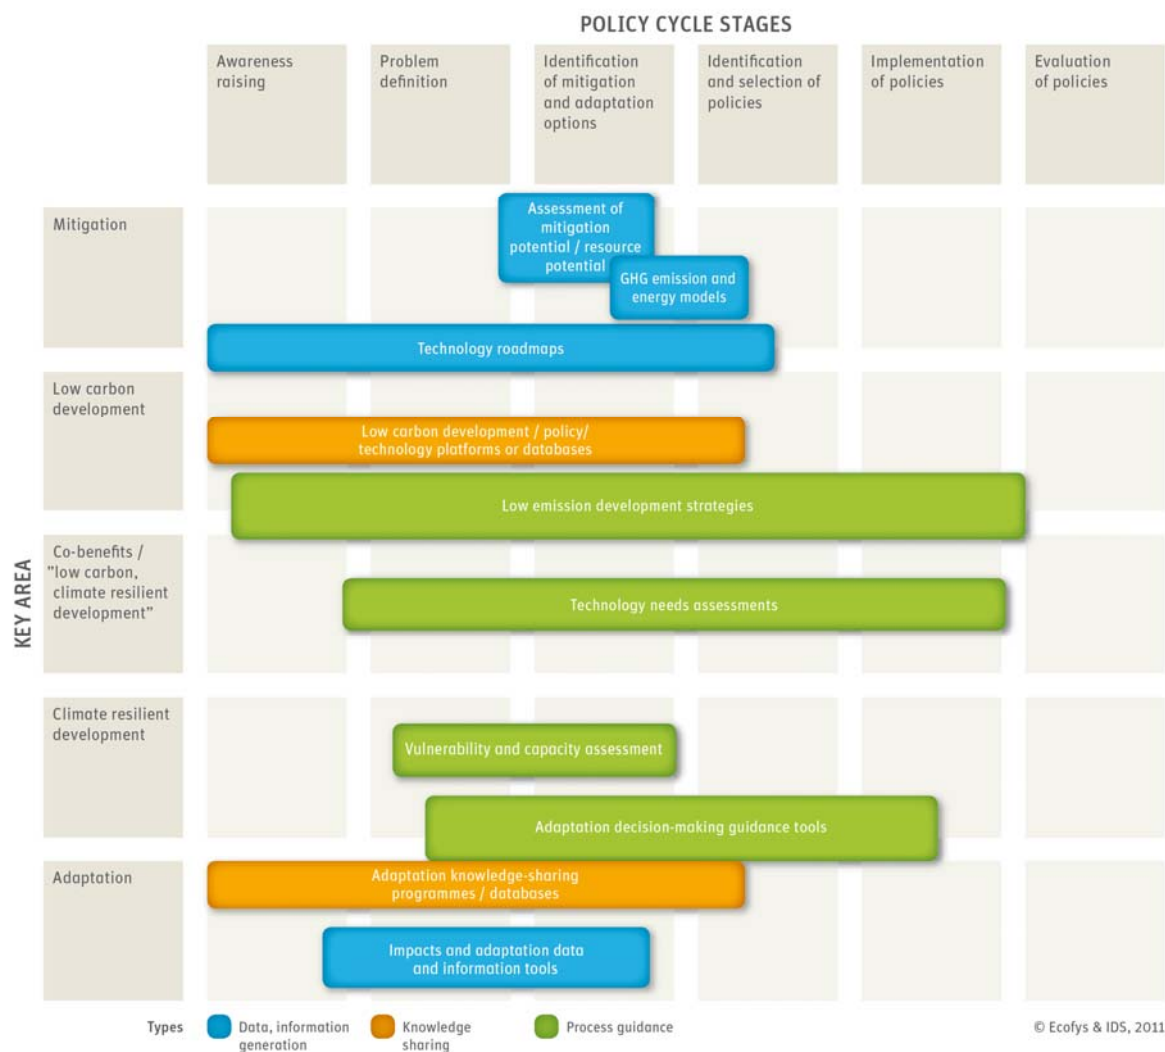 POLICY CYCLE STAGES
Awareness
raising
Problem
definition
Identification
of mitigation
and adaptation
options
Identification
and selection of
policies
Implementation
of policies
Evaluation
of policies
KEY AREA
Mitigation
Assessment of
mitigation
potential / resource
potential
GHG emission and
energy models
Technology roadmaps
Low carbon
development
Low carbon development / policy/
technology platforms or databases
Low emission development strategies
Co-benefits /
"low carbon,
climate resilient
development"
Technology needs assessments
Climate resilient
development
Vulnerability and capacity assessment
Adaptation decision-making guidance tools
Adaptation
Adaptation knowledge-sharing
programmes / databases
Impacts and adaptation data
and information tools
Types
Data, information
generation
Knowledge
sharing
Process guidance
© Ecofys & IDS, 2011